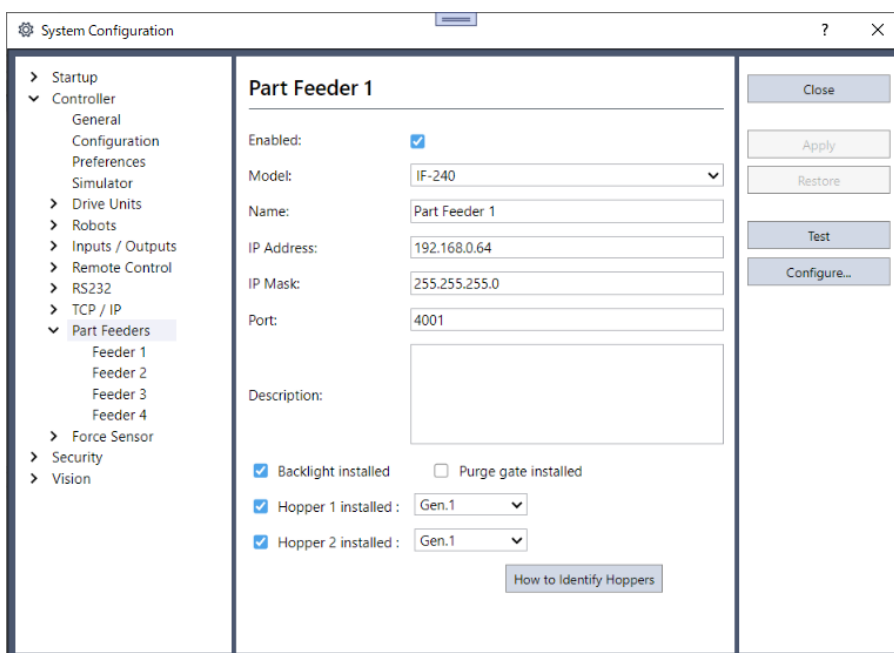 System Configuration
?
Startup
Controller
General
Configuration
Preferences
Simulator
Drive Units
Robots
Inputs / Outputs
Remote Control
RS232
TCP / IP
Part Feeders
Feeder 1
Feeder 2
Feeder 3
Feeder 4
Force Sensor
Security
Vision
Part Feeder 1
Enabled:
Model: IF-240
Name: Part Feeder 1
IP Address: 192.168.0.64
IP Mask: 255.255.255.0
Port: 4001
Description:
Backlight installed Purge gate installed
Hopper 1 installed : Gen.1
Hopper 2 installed : Gen.1
How to Identify Hoppers
Close
Apply
Restore
Test
Configure...